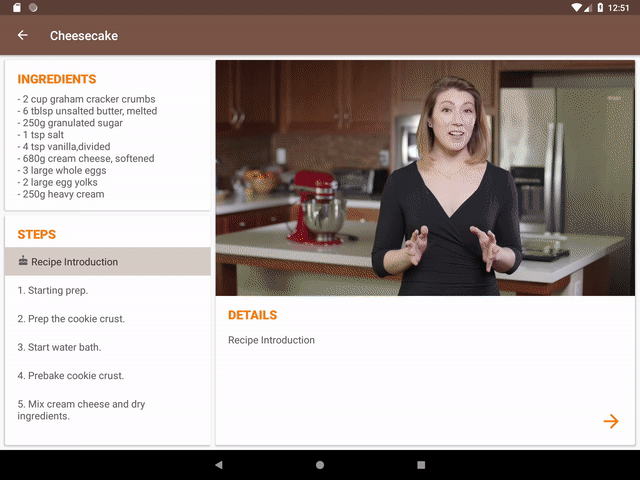 12:51
Cheesecake
INGREDIENTS
- 2 cup graham cracker crumbs
- 6 tblsp unsalted butter, melted
- 250g granulated sugar
- 1 tsp salt
- 4 tsp vanilla,divided
- 680g cream cheese, softened
- 3 large whole eggs
- 2 large egg yolks
- 250g heavy cream
STEPS
Recipe Introduction
1. Starting prep.
2. Prep the cookie crust.
3. Start water bath.
4. Prebake cookie crust.
5. Mix cream cheese and dry
ingredients.
DETAILS
Recipe Introduction